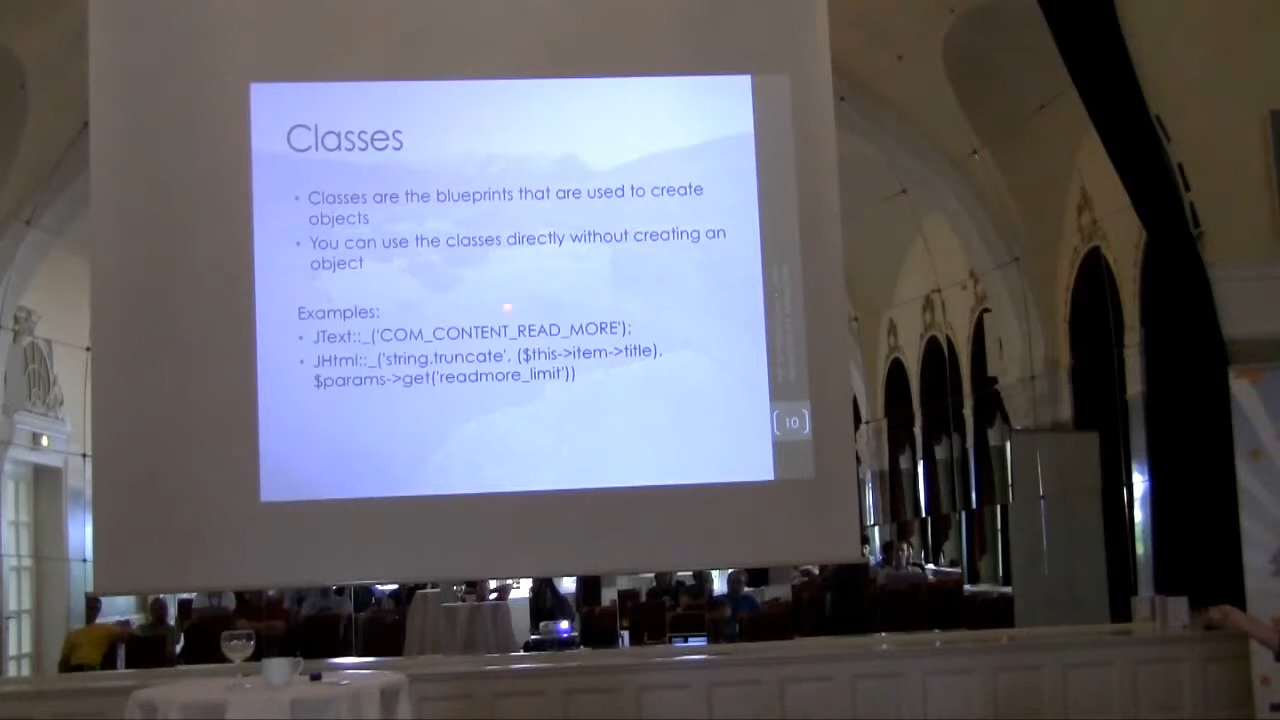 Classes
• Classes are the blueprints that are used to create
objects
• You can use the classes directly without creating an
object
Examples:
• JText::_('COM_CONTENT_READ_MORE');
• JHtml::_('string.truncate', ($this->item->title),
$params->get('readmore_limit'))
[ 10 ]